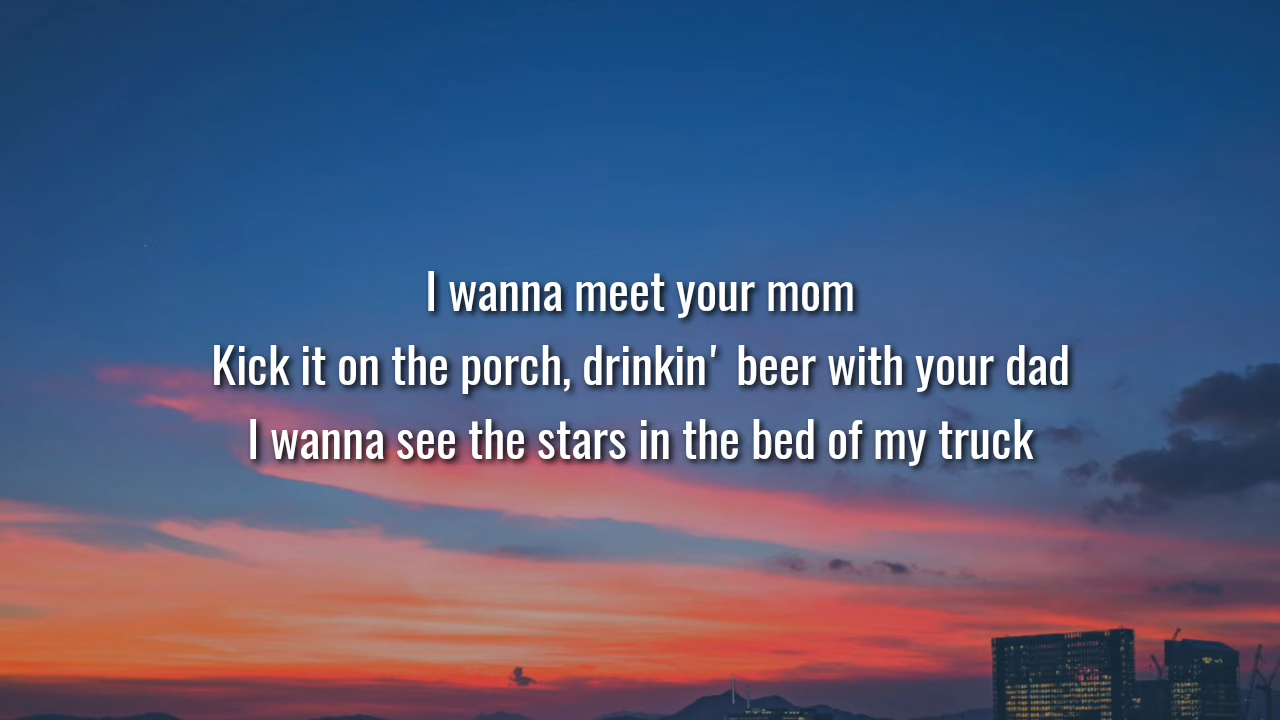 I wanna meet your mom
Kick it on the porch, drinkin' beer with your dad
I wanna see the stars in the bed of my truck